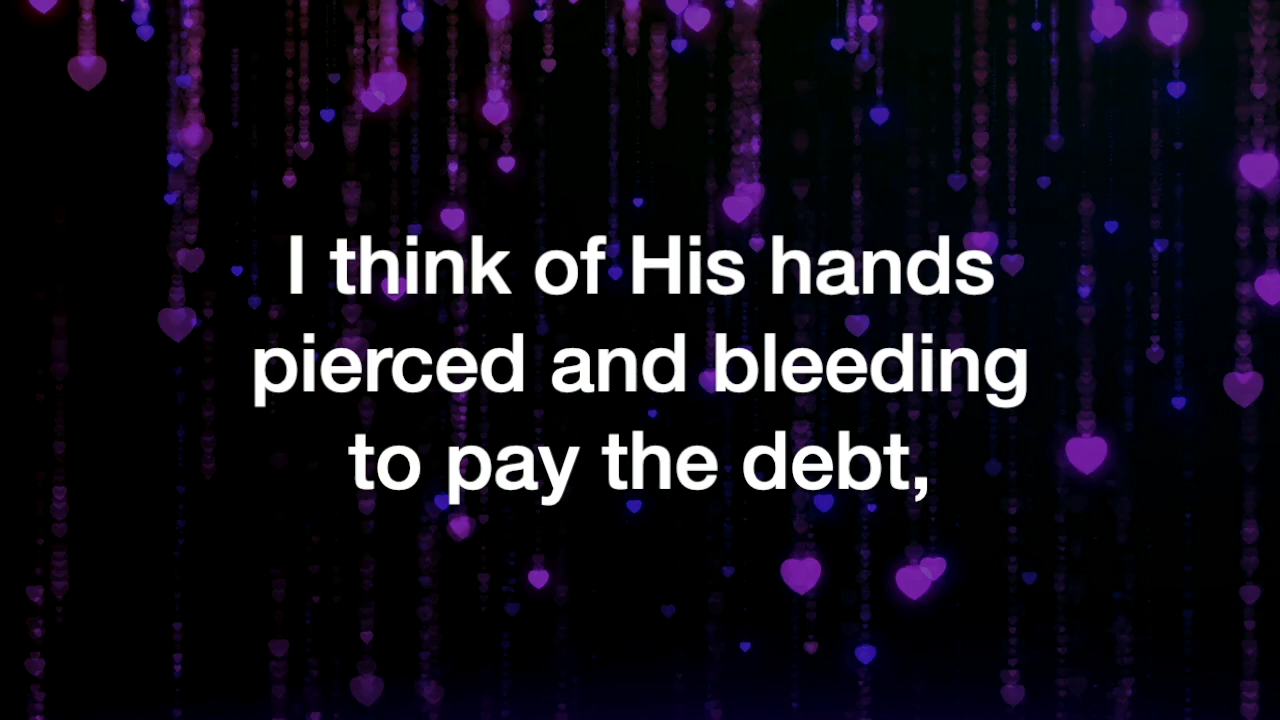 I think of His hands
pierced and bleeding
to pay the debt,